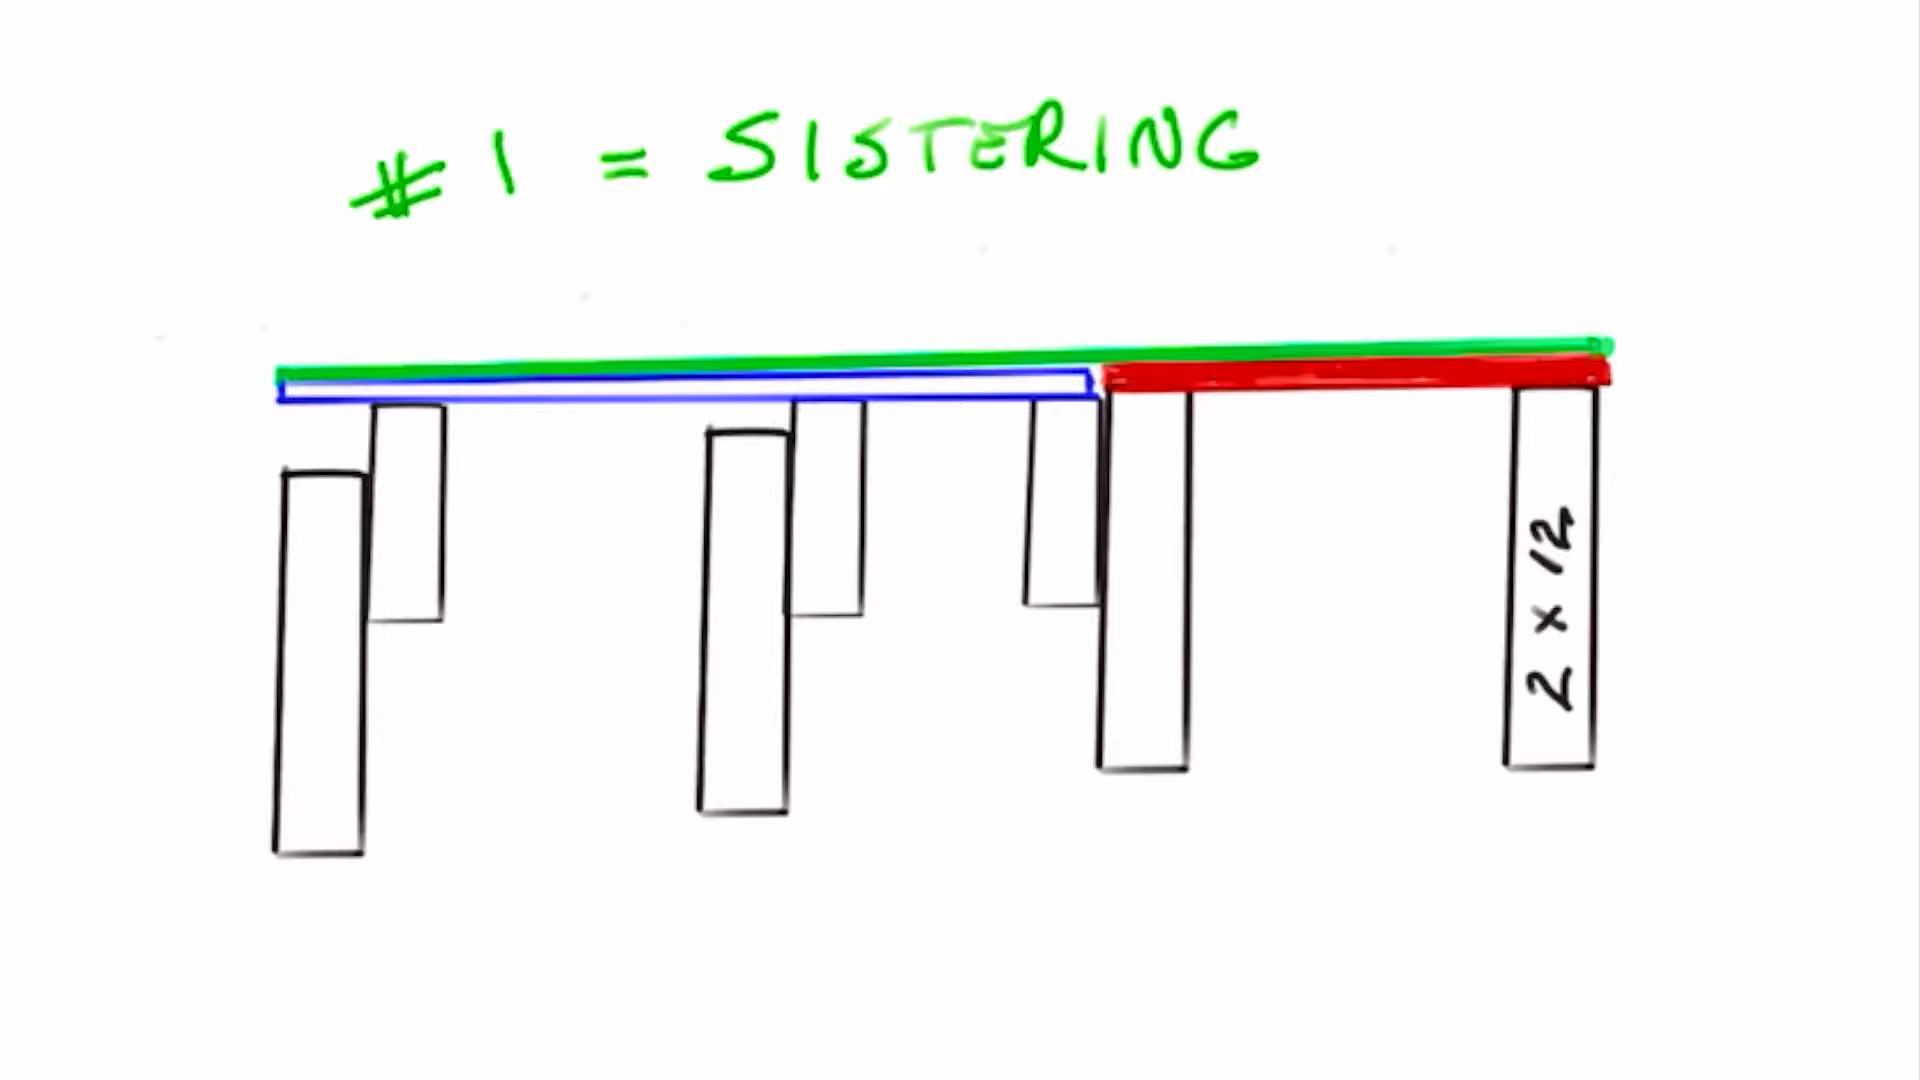 #1 = SISTERING
2 x 12